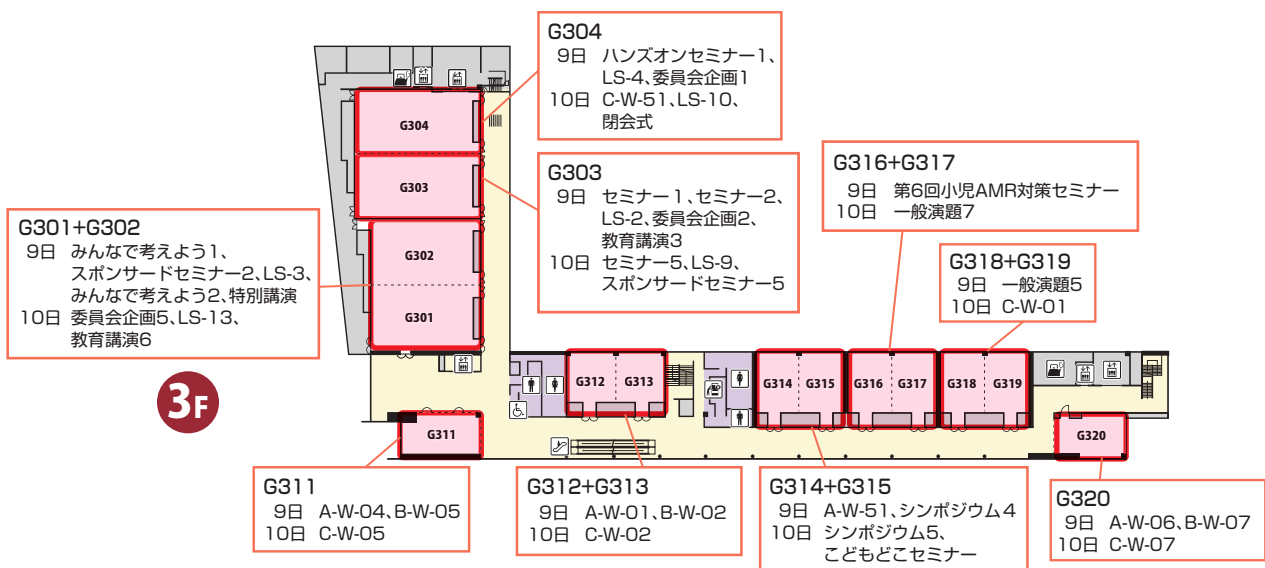 G304
9日 ハンズオンセミナー1、
LS-4、委員会企画1
10日 C-W-51、LS-10、
閉会式
G303
9日 セミナー1、セミナー2、
LS-2、委員会企画2、
教育講演3
10日 セミナー5、LS-9、
スポンサードセミナー5
G316+G317
9日 第6回小児AMR対策セミナー
10日 一般演題7
G318+G319
9日 一般演題5
10日 C-W-01
G301+G302
9日 みんなで考えよう1、
スポンサードセミナー2、LS-3、
みんなで考えよう2、特別講演
10日 委員会企画5、LS-13、
教育講演6
3F
G304
G303
G302
G301
G312 G313
G314 G315
G316 G317
G318 G319
G311
G320
G311
9日 A-W-04、B-W-05
10日 C-W-05
G312+G313
9日 A-W-01、B-W-02
10日 C-W-02
G314+G315
9日 A-W-51、シンポジウム4
10日 シンポジウム5、
こどもどこセミナー
G320
9日 A-W-06、B-W-07
10日 C-W-07